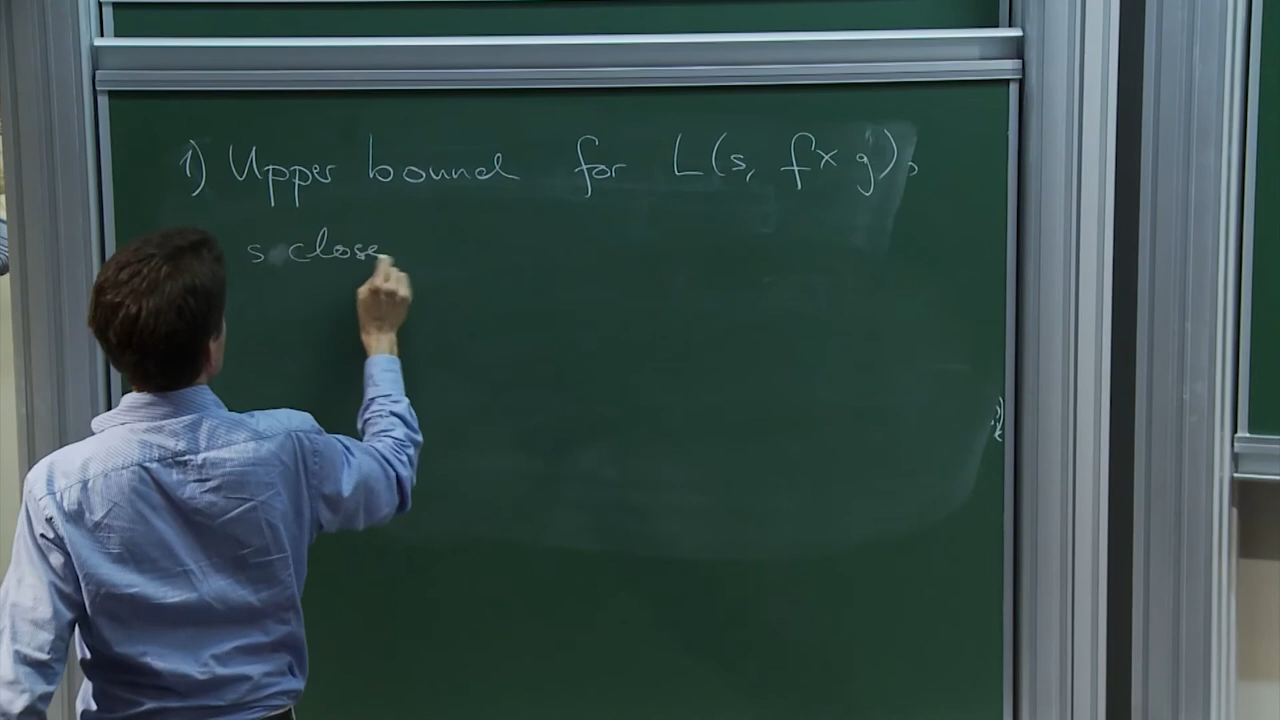 1) Upper bound for L(s, f × g),
s close